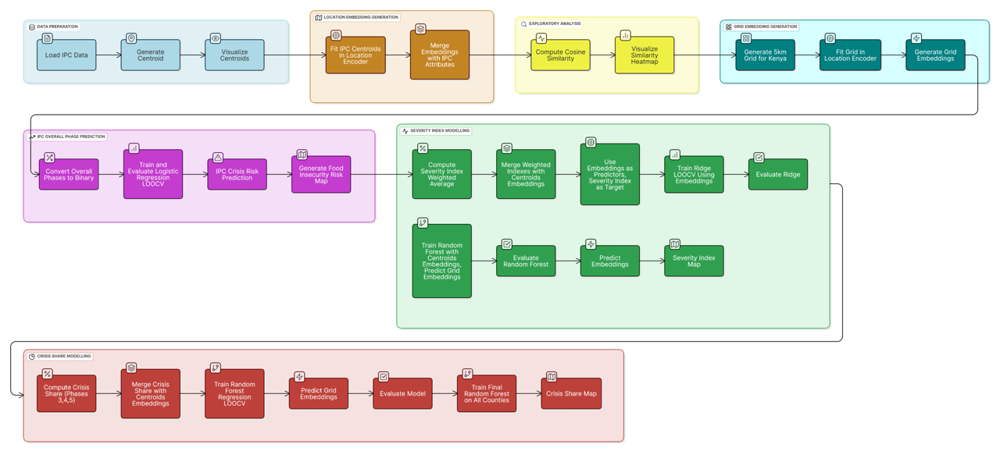 DATA PREPARATION
Load IPC Data
Generate
Centroid
Visualize
Centroids
LOCATION EMBEDDING GENERATION
Fit IPC Centroids
in Location
Encoder
Merge
Embeddings
with IPC
Attributes
EXPLORATORY ANALYSIS
Compute Cosine
Similarity
Visualize
Similarity
Heatmap
GRID EMBEDDING GENERATION
Generate 5km
Grid for Kenya
Fit Grid in
Location Encoder
Generate Grid
Embeddings
IPC OVERALL PHASE PREDICTION
Convert Overall
Phases to Binary
Train and
Evaluate Logistic
Regression
LOOCV
IPC Crisis Risk
Prediction
Generate Food
Insecurity Risk
Map
SEVERITY INDEX MODELLING
Compute
Severity Index
Weighted
Average
Merge Weighted
Indexes with
Centroids
Embeddings
Use
Embeddings as
Predictors,
Severity Index
as Target
Train Ridge
LOOCV Using
Embeddings
Evaluate Ridge
Train Random
Forest with
Centroids
Embeddings,
Predict Grid
Embeddings
Evaluate
Random Forest
Predict
Embeddings
Severity Index
Map
CRISIS SHARE MODELLING
Compute Crisis
Share (Phases
3,4,5)
Merge Crisis
Share with
Centroids
Embeddings
Train Random
Forest
Regression
LOOCV
Predict Grid
Embeddings
Evaluate Model
Train Final
Random Forest
on All Counties
Crisis Share Map